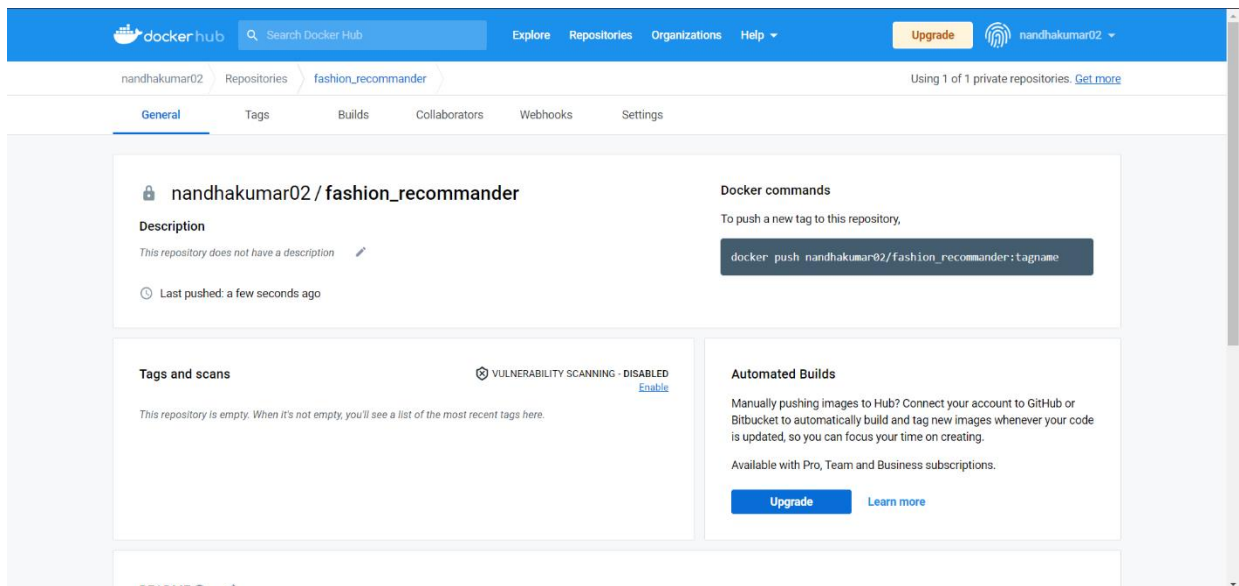 dockerhub Search Docker Hub Explore Repositories Organizations Help Upgrade nandhakumar02
nandhakumar02 Repositories fashion_recommander Using 1 of 1 private repositories. Get more
General Tags Builds Collaborators Webhooks Settings
nandhakumar02 / fashion_recommander
Description
This repository does not have a description
Last pushed: a few seconds ago
Docker commands
To push a new tag to this repository,
docker push nandhakumar02/fashion_recommander:tagname
Tags and scans
VULNERABILITY SCANNING - DISABLED
Enable
This repository is empty. When it's not empty, you'll see a list of the most recent tags here.
Automated Builds
Manually pushing images to Hub? Connect your account to GitHub or
Bitbucket to automatically build and tag new images whenever your code
is updated, so you can focus your time on creating.
Available with Pro, Team and Business subscriptions.
Upgrade Learn more